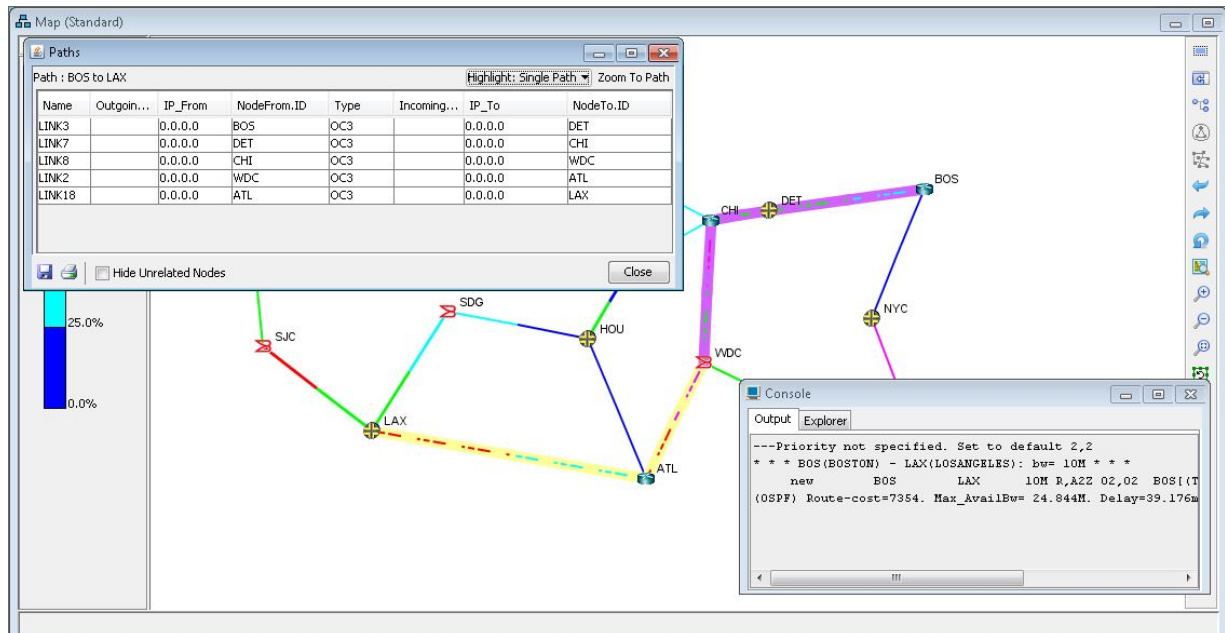 Map (Standard)
Paths
Path : BOS to LAX
Highlight: Single Path
Zoom To Path
Name Outgoin... IP_From NodeFrom.ID Type Incoming... IP_To NodeTo.ID
LINK3 0.0.0.0 BOS OC3 0.0.0.0 DET
LINK7 0.0.0.0 DET OC3 0.0.0.0 CHI
LINK8 0.0.0.0 CHI OC3 0.0.0.0 WDC
LINK2 0.0.0.0 WDC OC3 0.0.0.0 ATL
LINK18 0.0.0.0 ATL OC3 0.0.0.0 LAX
Hide Unrelated Nodes
Close
25.0%
0.0%
BOS
DET
CHI
SDG
NYC
HOU
SJC
WDC
LAX
ATL
Console
Output Explorer
---Priority not specified. Set to default 2,2
* * * BOS(BOSTON) - LAX(LOSANGELES): bw= 10M * * *
new BOS LAX 10M R,A2Z 02,02 BOS[(T
(OSPF) Route-cost=7354. Max_AvailBw= 24.844M. Delay=39.176m